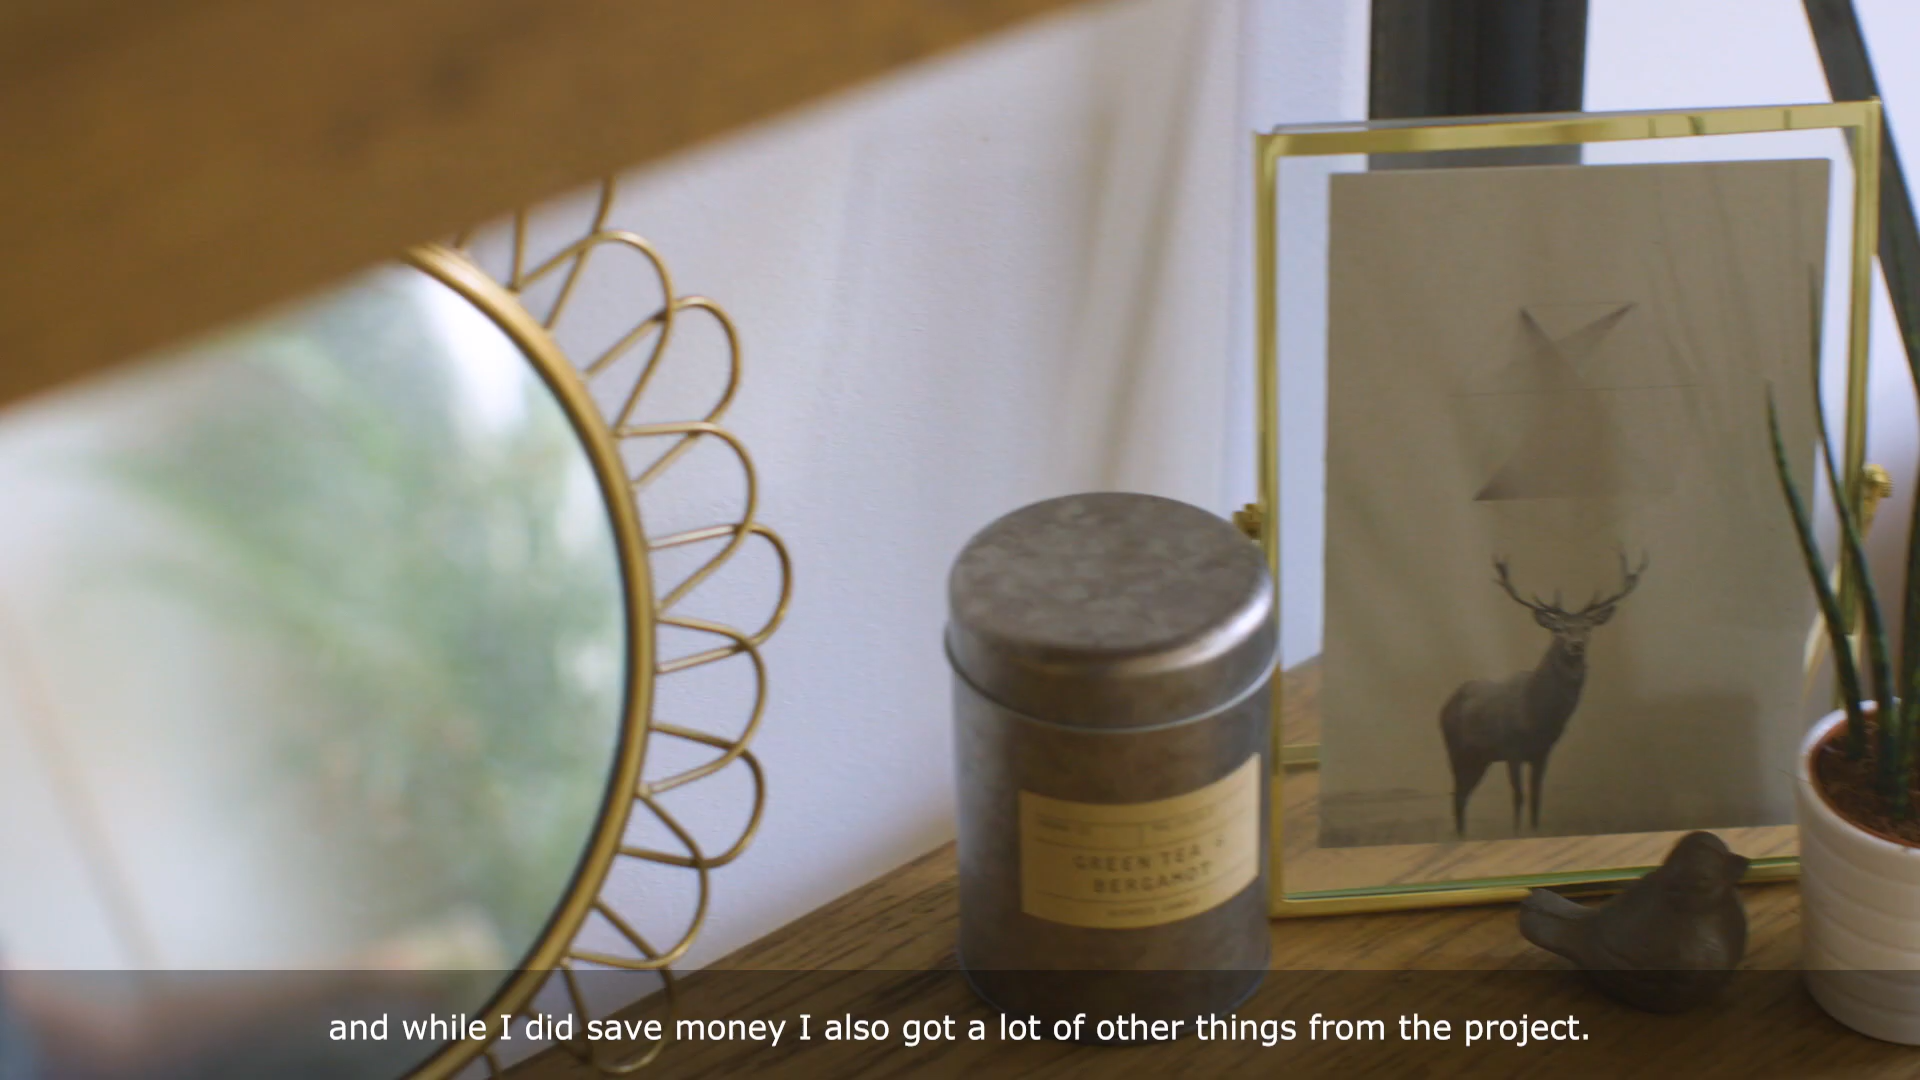 GREEN TEA &
BERGAMOT
and while I did save money I also got a lot of other things from the project.